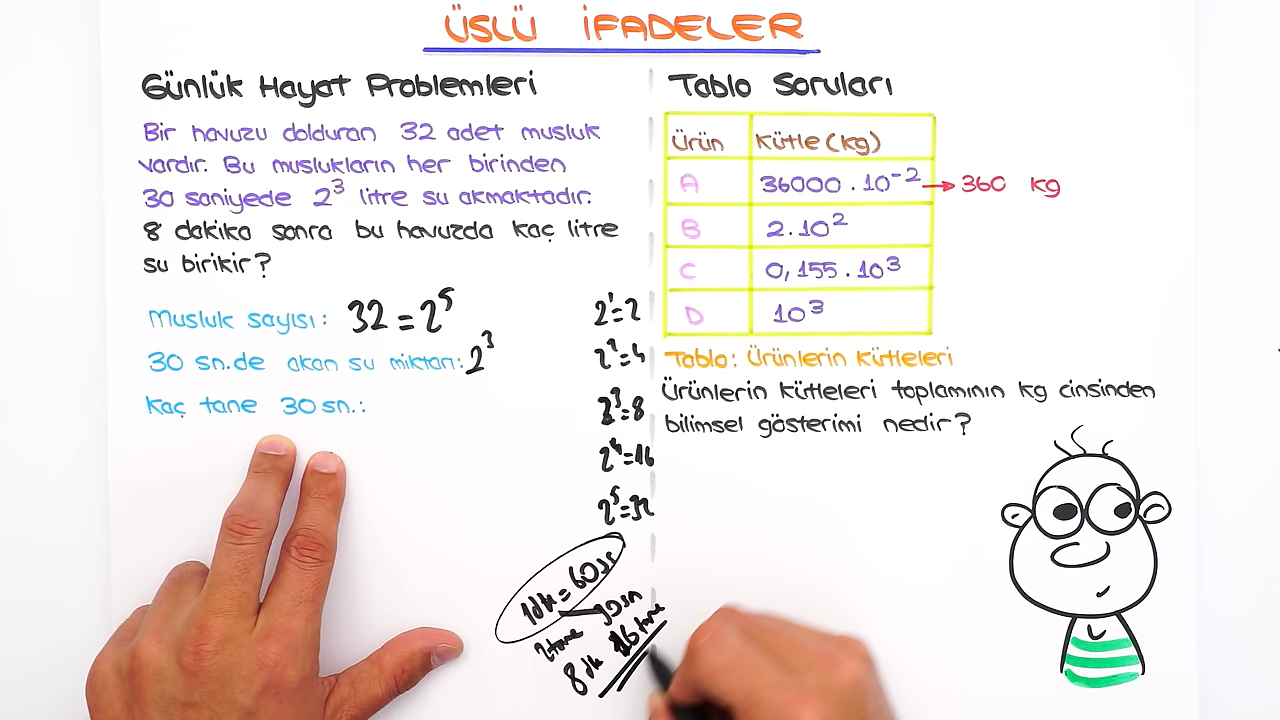 ÜSLÜ İFADELER
Günlük Hayat Problemleri
Bir havuzu dolduran 32 adet musluk
vardır. Bu muslukların her birinden
30 saniyede 2³ litre su akmaktadır.
8 dakika sonra bu havuzda kaç litre
su birikir?
Musluk sayısı: 32 = 2⁵
30 sn.de akan su miktarı: 2³
Kaç tane 30 sn.:
2¹=2
2²=4
2³=8
2⁴=16
2⁵=32
1dk = 60sn
30sn
2 tane
8 dk 16 tane
Tablo Soruları
Ürün Kütle (kg)
A 36000 . 10⁻² → 360 kg
B 2 . 10²
C 0,155 . 10³
D 10³
Tablo: Ürünlerin Kütleleri
Ürünlerin kütleleri toplamının kg cinsinden
bilimsel gösterimi nedir?